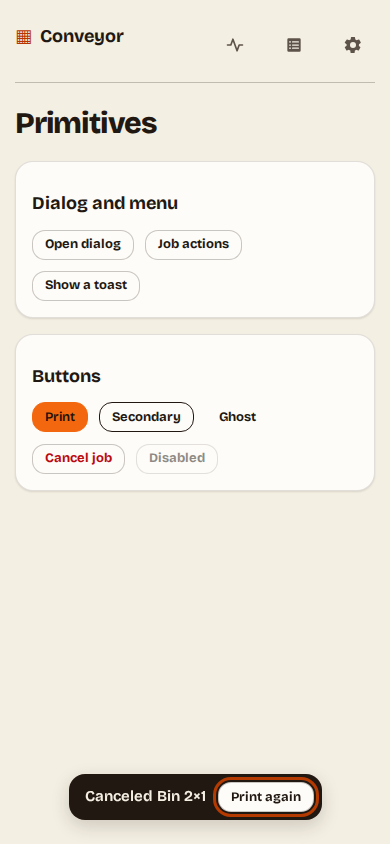 Conveyor
Primitives
Dialog and menu
Open dialog
Job actions
Show a toast
Buttons
Print
Secondary
Ghost
Cancel job
Disabled
Canceled Bin 2×1
Print again